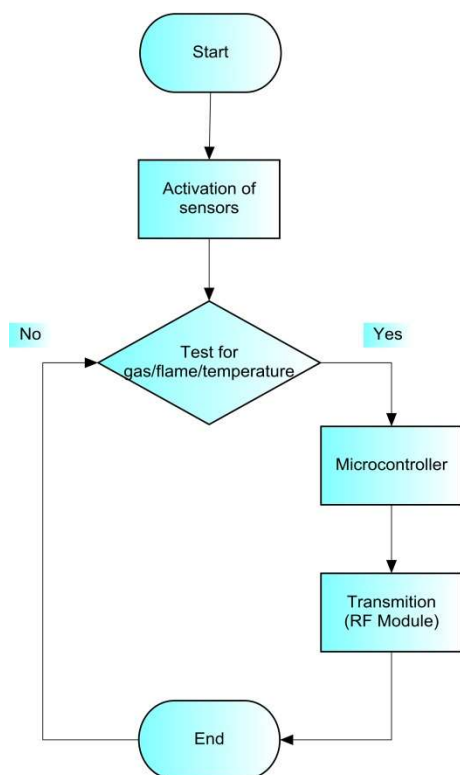 Start
Activation of
sensors
No
Yes
Test for
gas/flame/temperature
Microcontroller
Transmition
(RF Module)
End